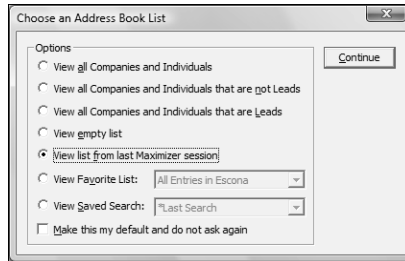 Choose an Address Book List
Options
View all Companies and Individuals
Continue
View all Companies and Individuals that are not Leads
View all Companies and Individuals that are Leads
View empty list
View list from last Maximizer session
View Favorite List: All Entries in Escona
View Saved Search: *Last Search
Make this my default and do not ask again